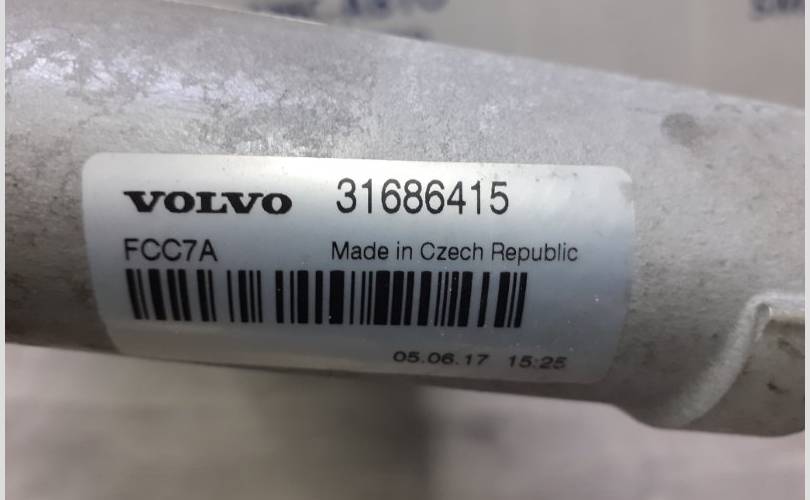 VOLVO 31686415
FCC7A Made in Czech Republic
05.06.17 15:25